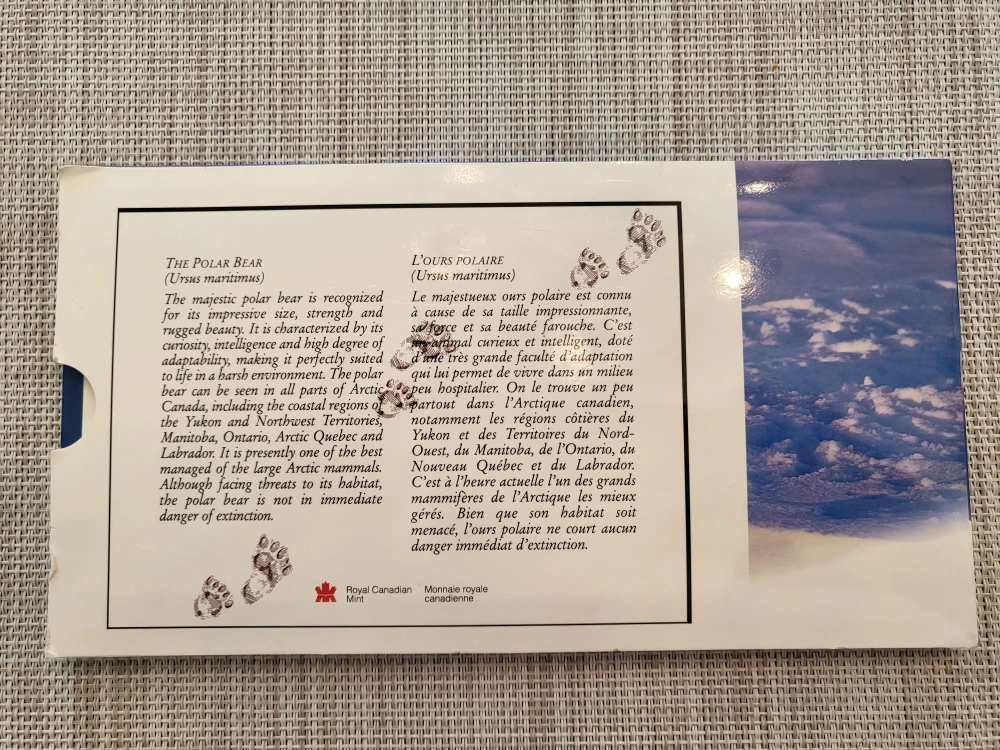 THE POLAR BEAR
(Ursus maritimus)
The majestic polar bear is recognized
for its impressive size, strength and
rugged beauty. It is characterized by its
curiosity, intelligence and high degree of
adaptability, making it perfectly suited
to life in a harsh environment. The polar
bear can be seen in all parts of Arctic
Canada, including the coastal regions of
the Yukon and Northwest Territories,
Manitoba, Ontario, Arctic Quebec and
Labrador. It is presently one of the best
managed of the large Arctic mammals.
Although facing threats to its habitat,
the polar bear is not in immediate
danger of extinction.
L'OURS POLAIRE
(Ursus maritimus)
Le majestueux ours polaire est connu
à cause de sa taille impressionnante,
sa force et sa beauté farouche. C'est
un animal curieux et intelligent, doté
d'une très grande faculté d'adaptation
qui lui permet de vivre dans un milieu
peu hospitalier. On le trouve un peu
partout dans l'Arctique canadien,
notamment les régions côtières du
Yukon et des Territoires du Nord-
Ouest, du Manitoba, de l'Ontario, du
Nouveau Québec et du Labrador.
C'est à l'heure actuelle l'un des grands
mammifères de l'Arctique les mieux
gérés. Bien que son habitat soit
menacé, l'ours polaire ne court aucun
danger immédiat d'extinction.
Royal Canadian
Mint
Monnaie royale
canadienne